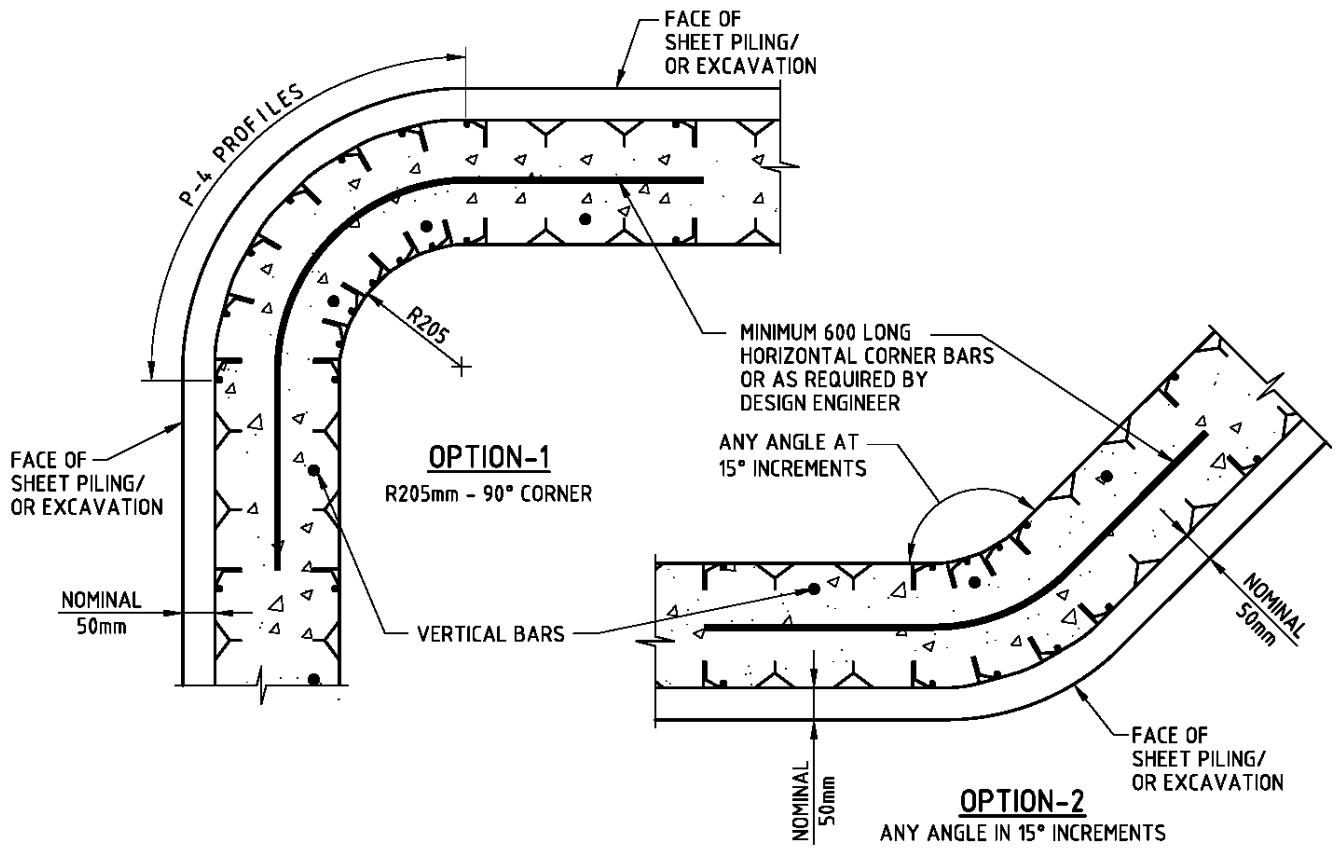 FACE OF
SHEET PILING/
OR EXCAVATION
P-4 PROFILES
R205
MINIMUM 600 LONG
HORIZONTAL CORNER BARS
OR AS REQUIRED BY
DESIGN ENGINEER
ANY ANGLE AT
15° INCREMENTS
OPTION-1
R205mm - 90° CORNER
FACE OF
SHEET PILING/
OR EXCAVATION
NOMINAL
50mm
VERTICAL BARS
NOMINAL
50mm
NOMINAL
50mm
FACE OF
SHEET PILING/
OR EXCAVATION
OPTION-2
ANY ANGLE IN 15° INCREMENTS